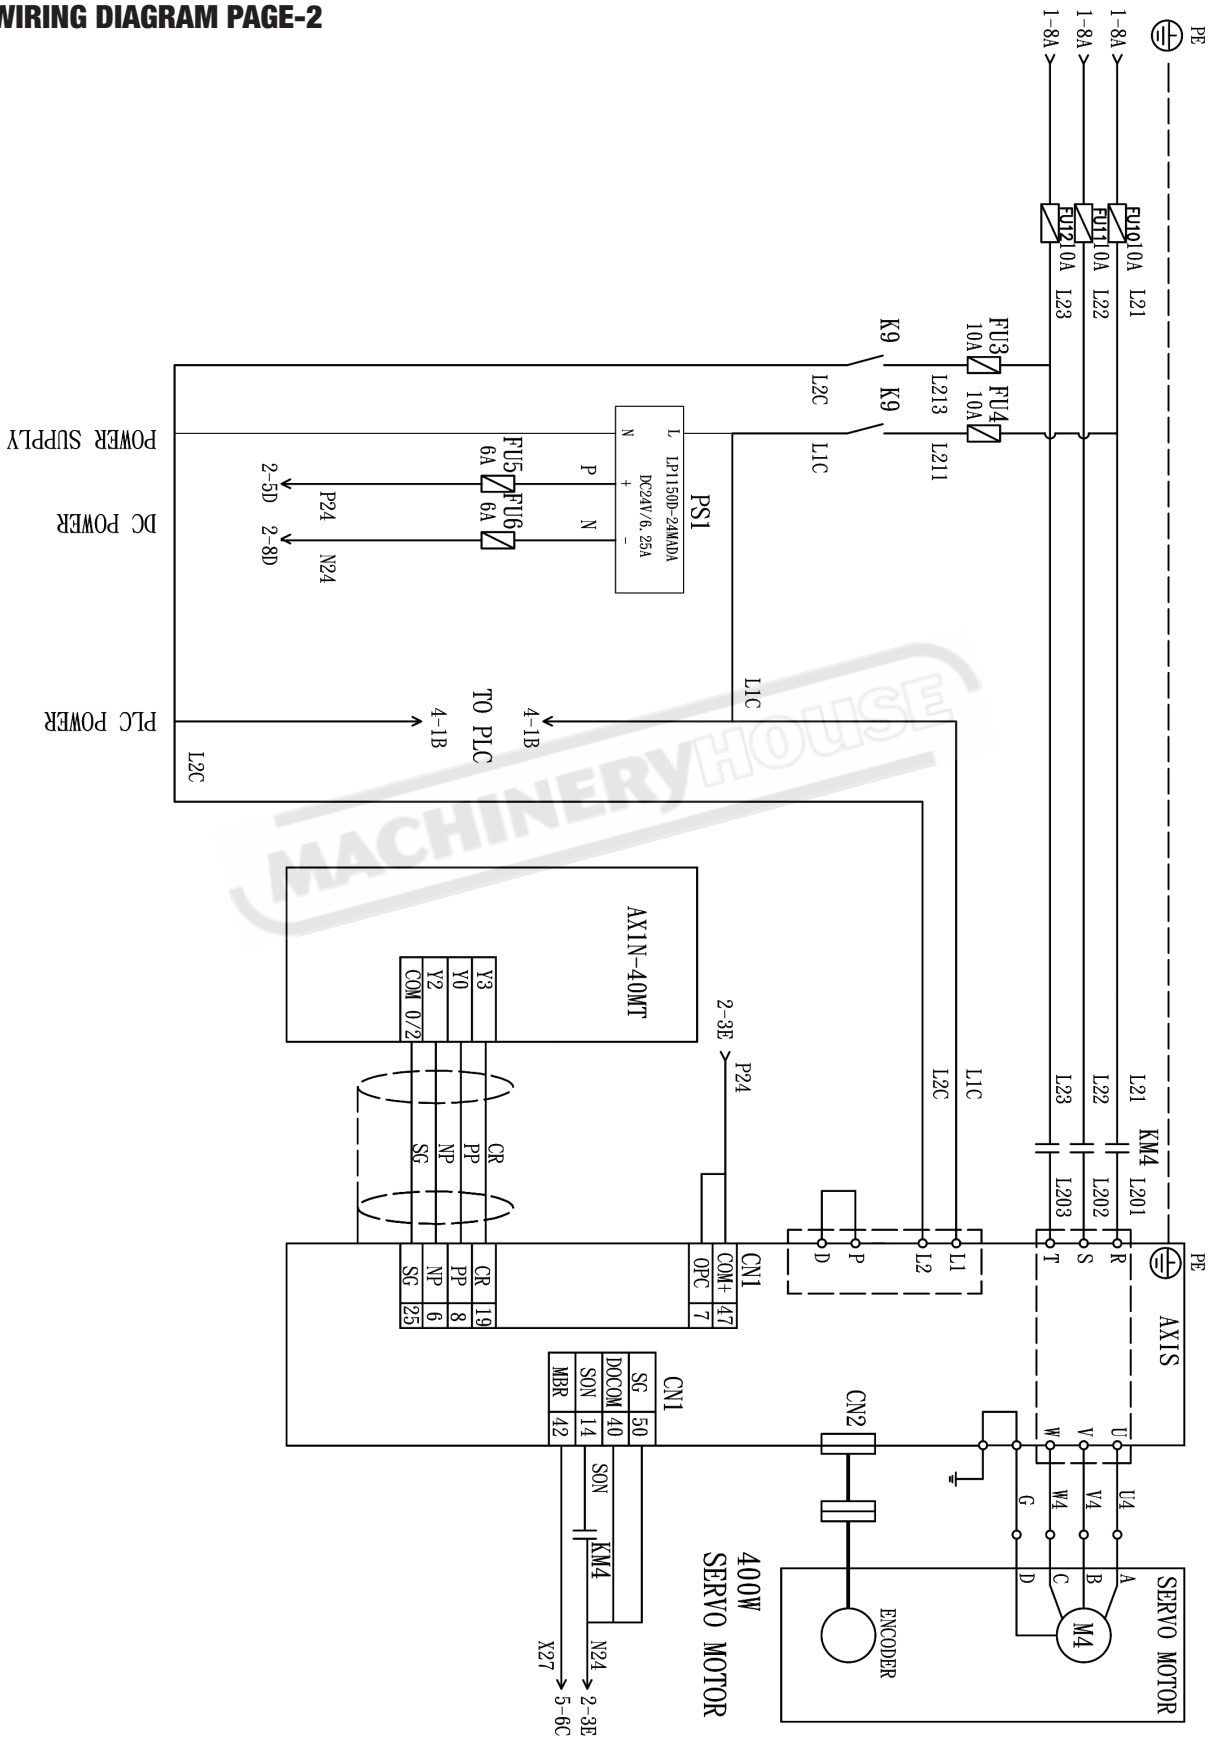 WIRING DIAGRAM PAGE-2
PE
1-8A
1-8A
1-8A
FU10 10A
FU11 10A
FU12 10A
L21
L22
L23
FU3
10A
FU4
10A
K9
K9
L213
L211
L2C
L1C
POWER SUPPLY
DC POWER
PLC POWER
PS1
L
N
LP1150D-24MADA
DC24V/6.25A
+
-
P
N
FU5
6A
FU6
6A
P24
N24
2-5D
2-8D
L1C
4-1B
TO PLC
4-1B
L2C
MACHINERYHOUSE
AX1N-40MT
Y3
Y0
Y2
COM 0/2
CR
PP
NP
SG
2-3E
P24
L1C
L2C
L21
L22
L23
KM4
L201
L202
L203
PE
AXIS
R
S
T
L1
L2
P
D
CN1
COM+ 47
OPC 7
CR 19
PP 8
NP 6
SG 25
CN1
SG 50
DOCOM 40
SON 14
MBR 42
CN2
U
V
W
U4
V4
W4
G
SON
KM4
N24
X27
2-3E
5-6C
400W
SERVO MOTOR
SERVO MOTOR
A
B
C
D
M4
ENCODER